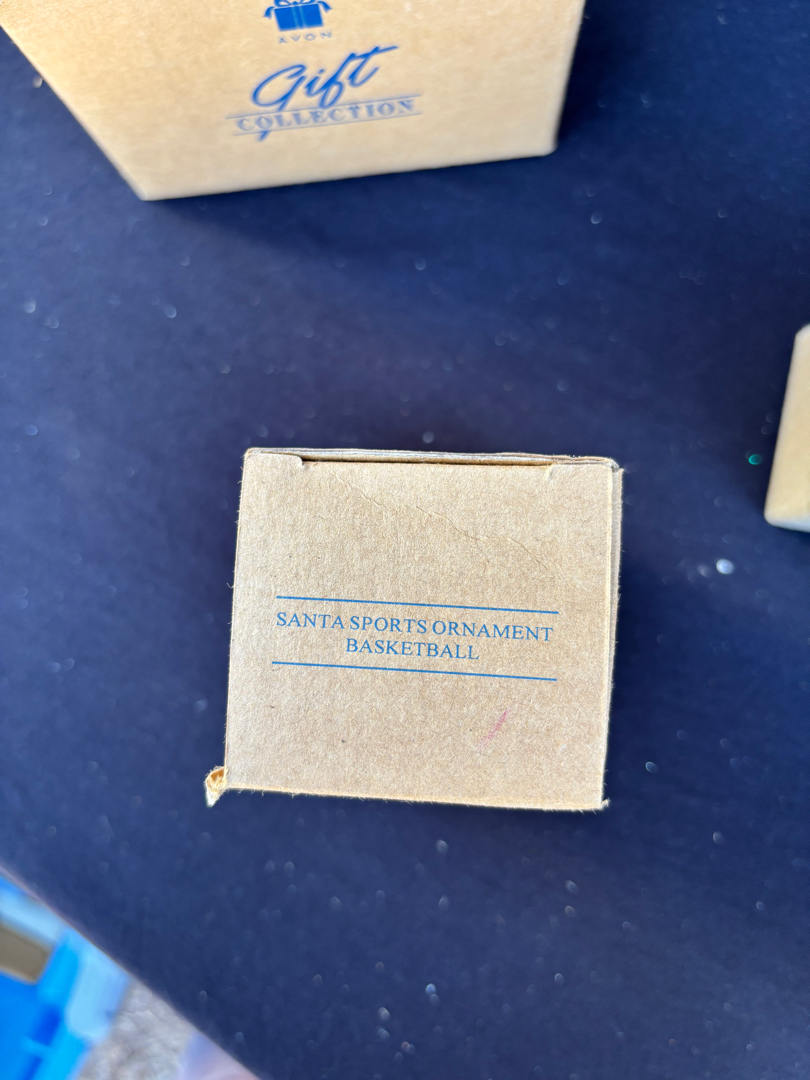 AVON
Gift
COLLECTION
SANTA SPORTS ORNAMENT
BASKETBALL